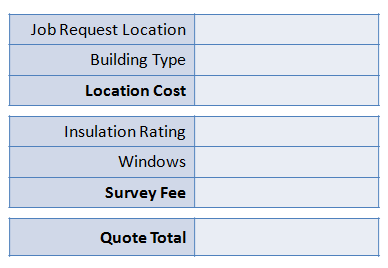 Job Request Location
Building Type
Location Cost
Insulation Rating
Windows
Survey Fee
Quote Total